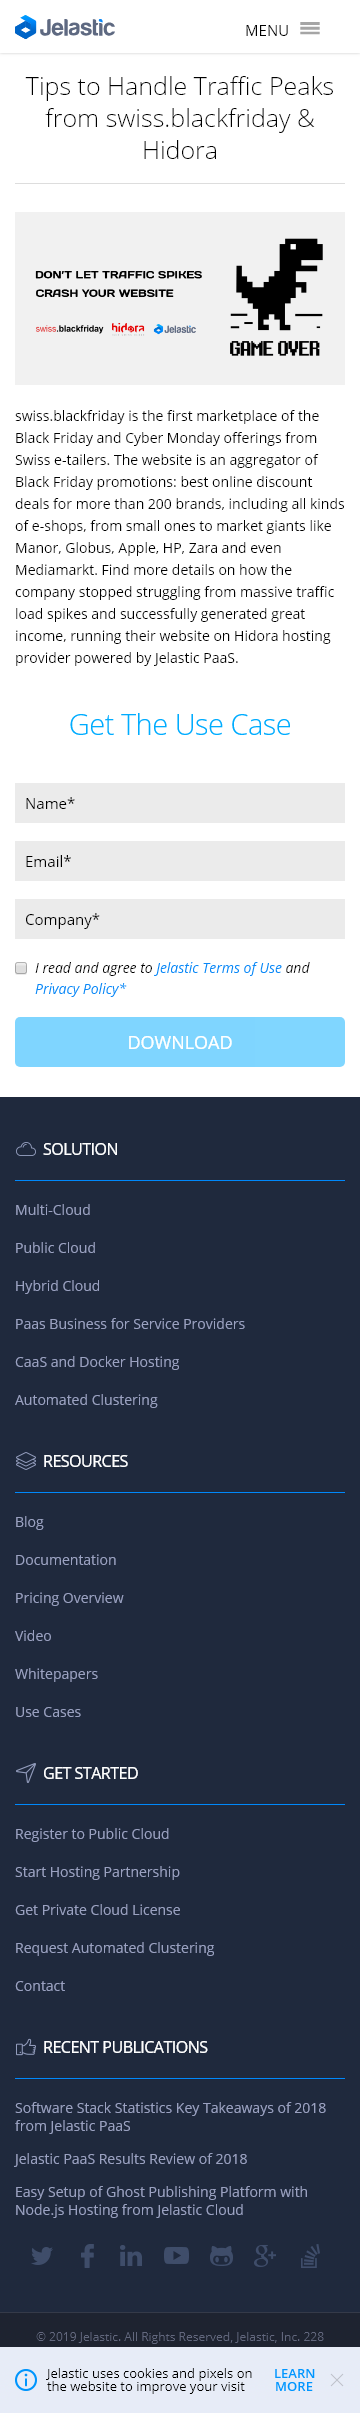 Jelastic
MENU
Tips to Handle Traffic Peaks
from swiss.blackfriday &
Hidora
DON'T LET TRAFFIC SPIKES
CRASH YOUR WEBSITE
swiss.blackfriday hidora Jelastic
GAME OVER
swiss.blackfriday is the first marketplace of the
Black Friday and Cyber Monday offerings from
Swiss e-tailers. The website is an aggregator of
Black Friday promotions: best online discount
deals for more than 200 brands, including all kinds
of e-shops, from small ones to market giants like
Manor, Globus, Apple, HP, Zara and even
Mediamarkt. Find more details on how the
company stopped struggling from massive traffic
load spikes and successfully generated great
income, running their website on Hidora hosting
provider powered by Jelastic PaaS.
Get The Use Case
Name*
Email*
Company*
I read and agree to Jelastic Terms of Use and
Privacy Policy*
DOWNLOAD
SOLUTION
Multi-Cloud
Public Cloud
Hybrid Cloud
Paas Business for Service Providers
CaaS and Docker Hosting
Automated Clustering
RESOURCES
Blog
Documentation
Pricing Overview
Video
Whitepapers
Use Cases
GET STARTED
Register to Public Cloud
Start Hosting Partnership
Get Private Cloud License
Request Automated Clustering
Contact
RECENT PUBLICATIONS
Software Stack Statistics Key Takeaways of 2018
from Jelastic PaaS
Jelastic PaaS Results Review of 2018
Easy Setup of Ghost Publishing Platform with
Node.js Hosting from Jelastic Cloud
© 2019 Jelastic. All Rights Reserved, Jelastic, Inc. 228
Jelastic uses cookies and pixels on
the website to improve your visit
LEARN
MORE